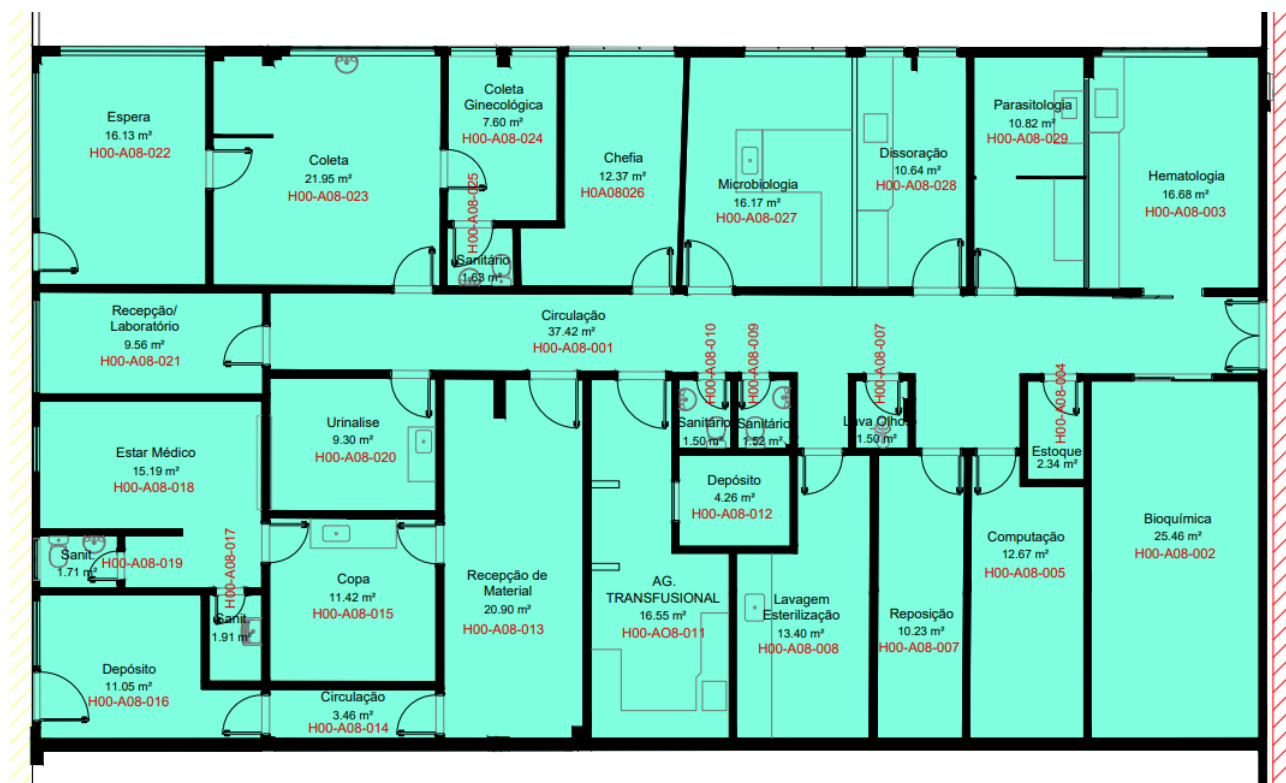 Espera
16.13 m²
H00-A08-022
Coleta
21.95 m²
H00-A08-023
Coleta
Ginecológica
7.60 m²
H00-A08-024
H00-A08-025
Sanitário
1.63 m²
Chefia
12.37 m²
H0A08026
Microbiologia
16.17 m²
H00-A08-027
Dissoração
10.64 m²
H00-A08-028
Parasitologia
10.82 m²
H00-A08-029
Hematologia
16.68 m²
H00-A08-003
Recepção/
Laboratório
9.56 m²
H00-A08-021
Circulação
37.42 m²
H00-A08-001
H00-A08-010
H00-A08-009
H00-A08-007
H00-A08-004
Estar Médico
15.19 m²
H00-A08-018
Urinalise
9.30 m²
H00-A08-020
Sanitário
1.50 m²
Sanitário
1.52 m²
Lava Olhos
1.50 m²
Estoque
2.34 m²
Depósito
4.26 m²
H00-A08-012
Sanit.
1.71 m²
H00-A08-019
H00-A08-017
Sanit.
1.91 m²
Copa
11.42 m²
H00-A08-015
Recepção de
Material
20.90 m²
H00-A08-013
AG.
TRANSFUSIONAL
16.55 m²
H00-AO8-011
Lavagem
Esterilização
13.40 m²
H00-A08-008
Reposição
10.23 m²
H00-A08-007
Computação
12.67 m²
H00-A08-005
Bioquímica
25.46 m²
H00-A08-002
Depósito
11.05 m²
H00-A08-016
Circulação
3.46 m²
H00-A08-014